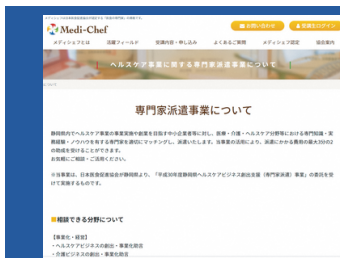 Medi-Chef
お問い合わせ
受講生ログイン
メディシェフとは 活躍フィールド 受講内容・申し込み よくあるご質問 メディシェフ認定 協会案内
ヘルスケア事業に関する専門家派遣事業について
専門家派遣事業について
静岡県内でヘルスケア事業の事業実施や創業を目指す中小企業者等に対し、医療・介護・ヘルスケア分野等における専門知識・実
務経験・ノウハウを有する専門家を適切にマッチングし、派遣いたします。当事業の活用により、派遣にかかる費用の最大3分の2
の助成を受けることができます。
お気軽にご相談・ご活用ください。
※当事業は、日本医食促進協会が静岡県より、「平成30年度静岡県ヘルスケアビジネス創出支援（専門家派遣）事業」の委託を受
けて実施するものです。
■相談できる分野について
【事業化・経営】
・ヘルスケアビジネスの創出・事業化助言
・介護ビジネスの創出・事業化助言